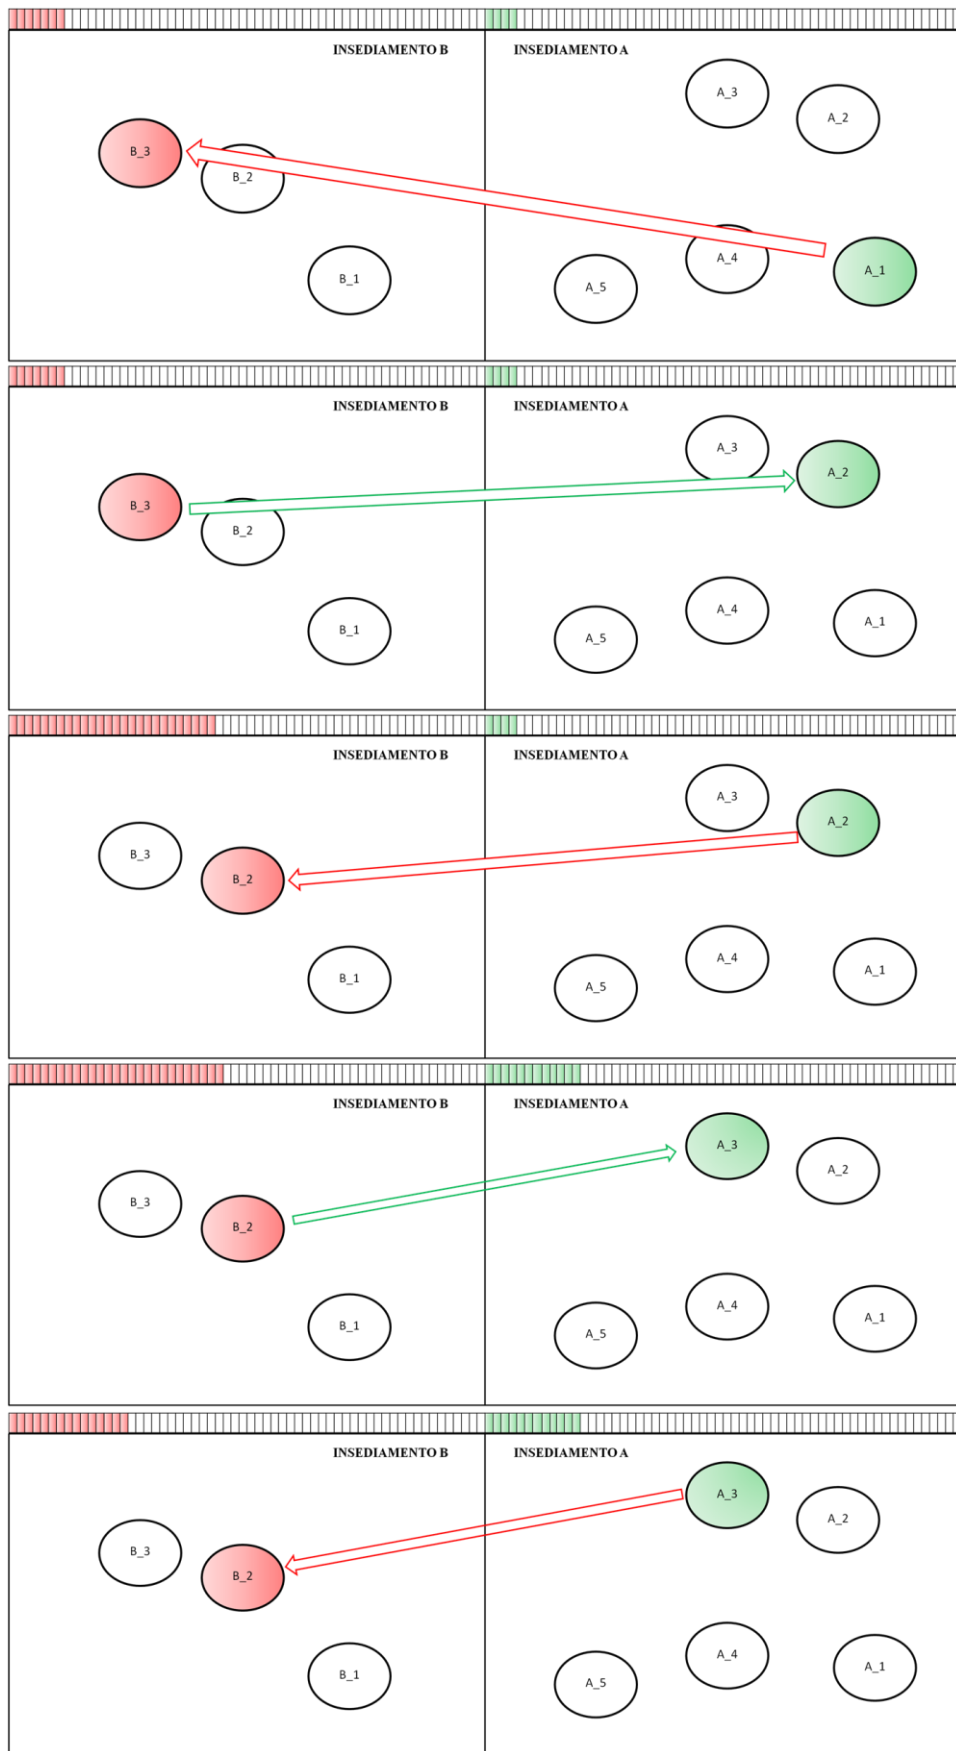 INSEDIAMENTO B INSEDIAMENTO A
A_3
A_2
B_3
B_2
A_4
A_1
B_1
A_5
INSEDIAMENTO B INSEDIAMENTO A
A_3
A_2
B_3
B_2
A_4
A_1
B_1
A_5
INSEDIAMENTO B INSEDIAMENTO A
A_3
A_2
B_3
B_2
A_4
A_1
B_1
A_5
INSEDIAMENTO B INSEDIAMENTO A
A_3
A_2
B_3
B_2
A_4
A_1
B_1
A_5
INSEDIAMENTO B INSEDIAMENTO A
A_3
A_2
B_3
B_2
A_4
A_1
B_1
A_5